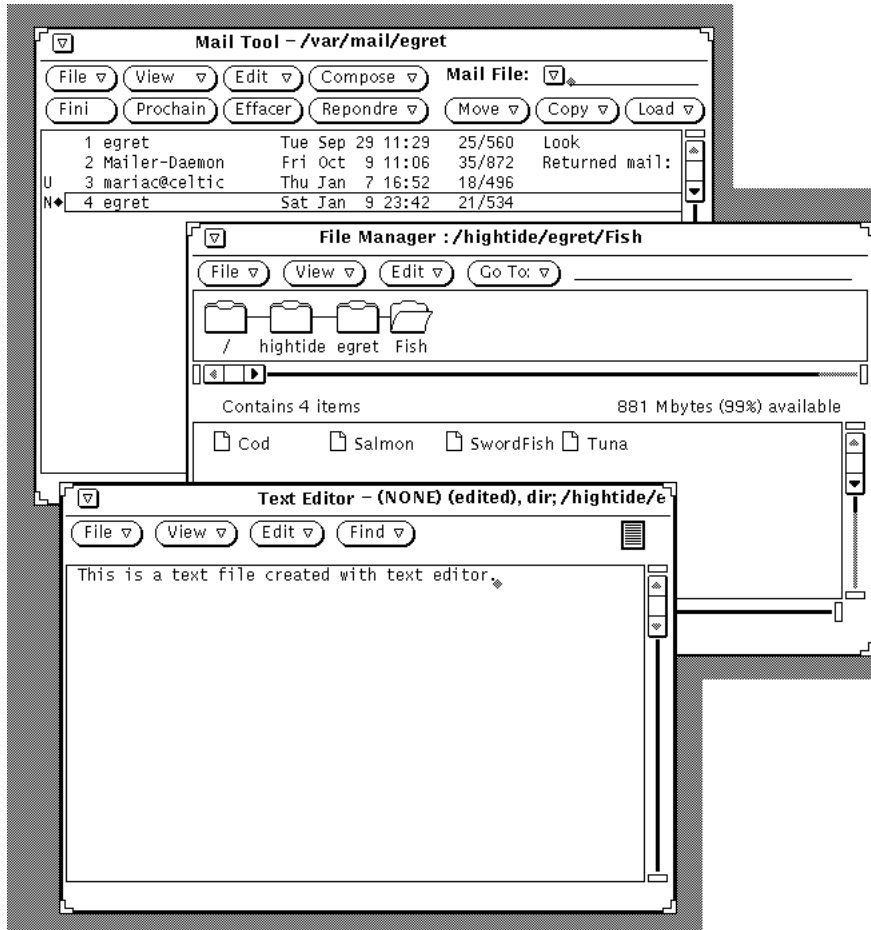 Mail Tool – /var/mail/egret
File View Edit Compose Mail File:
Fini Prochain Effacer Repondre Move Copy Load
1 egret Tue Sep 29 11:29 25/560 Look
2 Mailer-Daemon Fri Oct 9 11:06 35/872 Returned mail:
U 3 mariac@celtic Thu Jan 7 16:52 18/496
N◆ 4 egret Sat Jan 9 23:42 21/534
File Manager : /hightide/egret/Fish
File View Edit Go To:
/ hightide egret Fish
Contains 4 items 881 Mbytes (99%) available
Cod Salmon SwordFish Tuna
Text Editor – (NONE) (edited), dir; /hightide/e
File View Edit Find
This is a text file created with text editor.